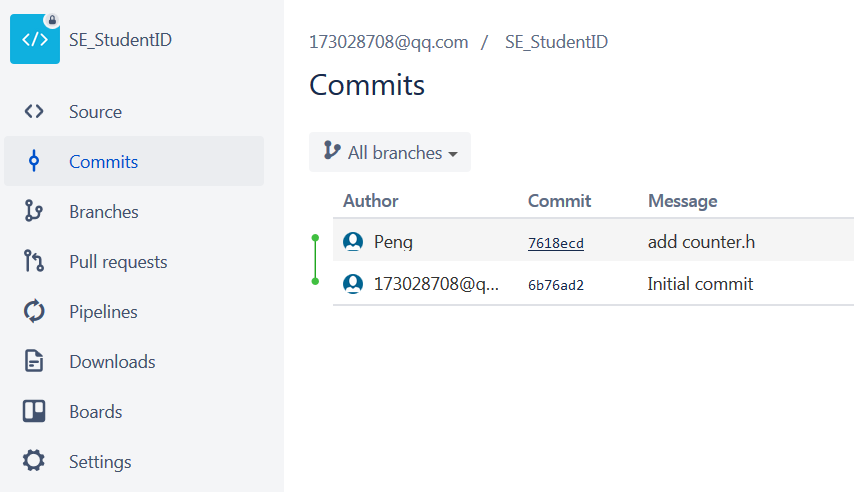 SE_StudentID
Source
Commits
Branches
Pull requests
Pipelines
Downloads
Boards
Settings
173028708@qq.com / SE_StudentID
Commits
All branches
Author Commit Message
Peng 7618ecd add counter.h
173028708@q... 6b76ad2 Initial commit